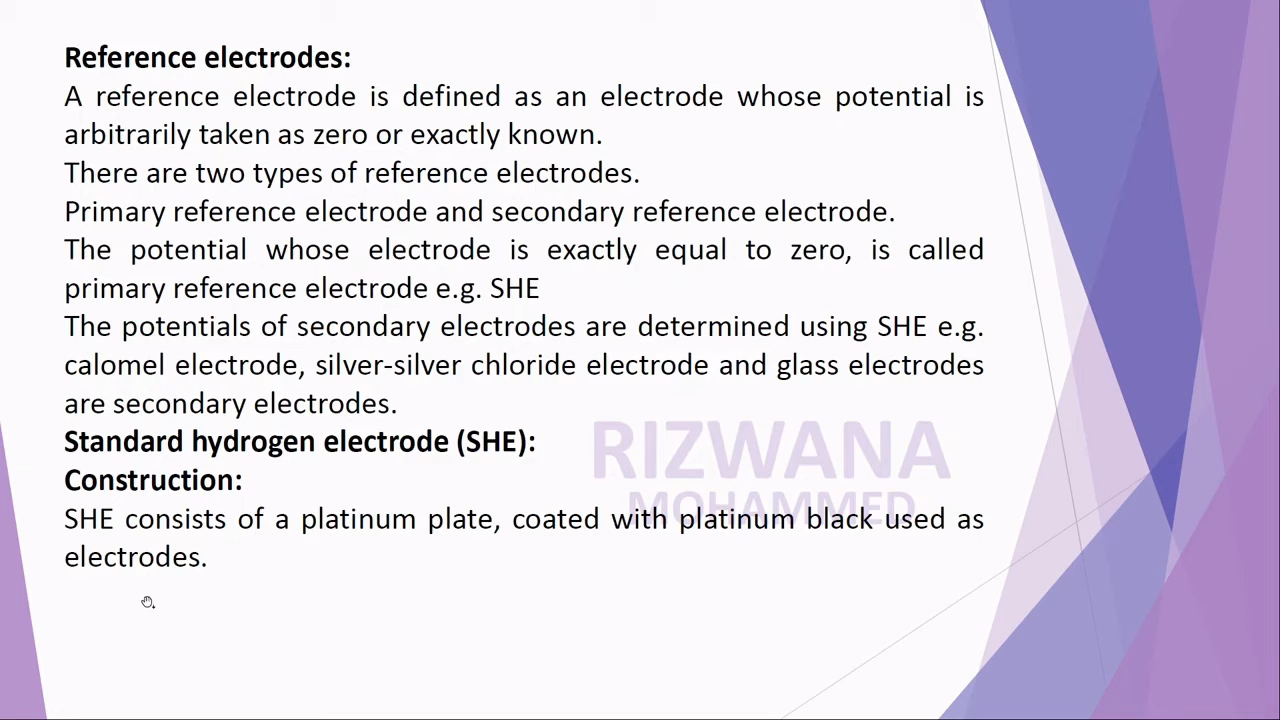 Reference electrodes:
A reference electrode is defined as an electrode whose potential is
arbitrarily taken as zero or exactly known.
There are two types of reference electrodes.
Primary reference electrode and secondary reference electrode.
The potential whose electrode is exactly equal to zero, is called
primary reference electrode e.g. SHE
The potentials of secondary electrodes are determined using SHE e.g.
calomel electrode, silver-silver chloride electrode and glass electrodes
are secondary electrodes.
Standard hydrogen electrode (SHE):
Construction:
SHE consists of a platinum plate, coated with platinum black used as
electrodes.
RIZWANA
MOHAMMED